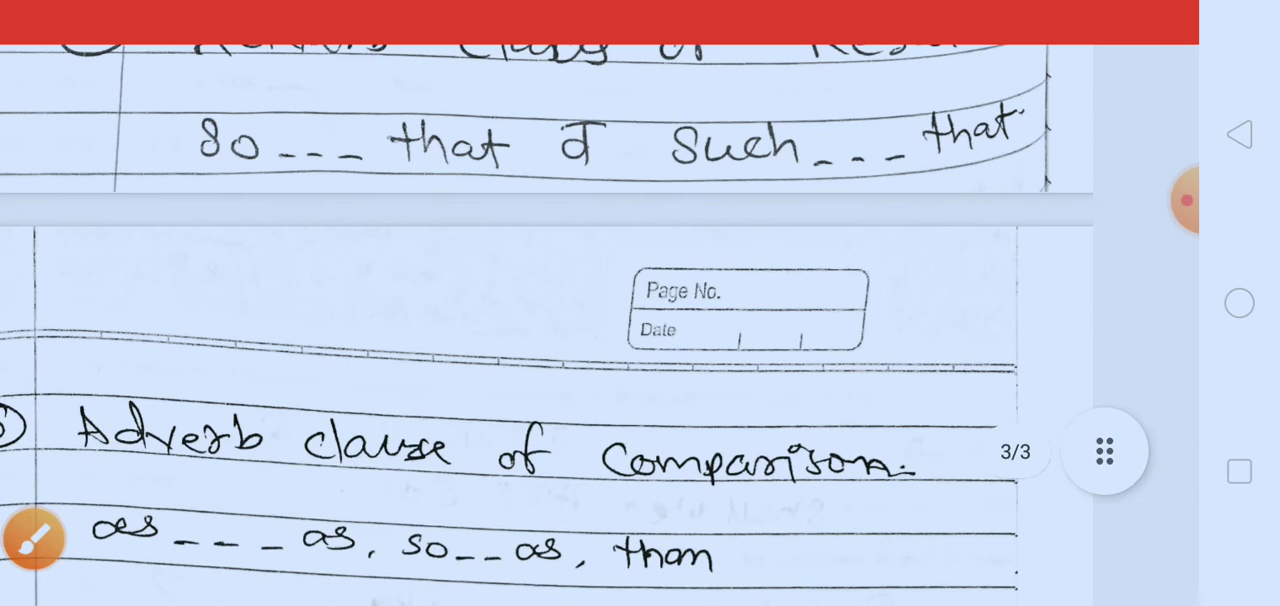 so --- that such --- that
Page No.
Date
Adverb clause of Comparison.
3/3
as --- as, so -- as, than